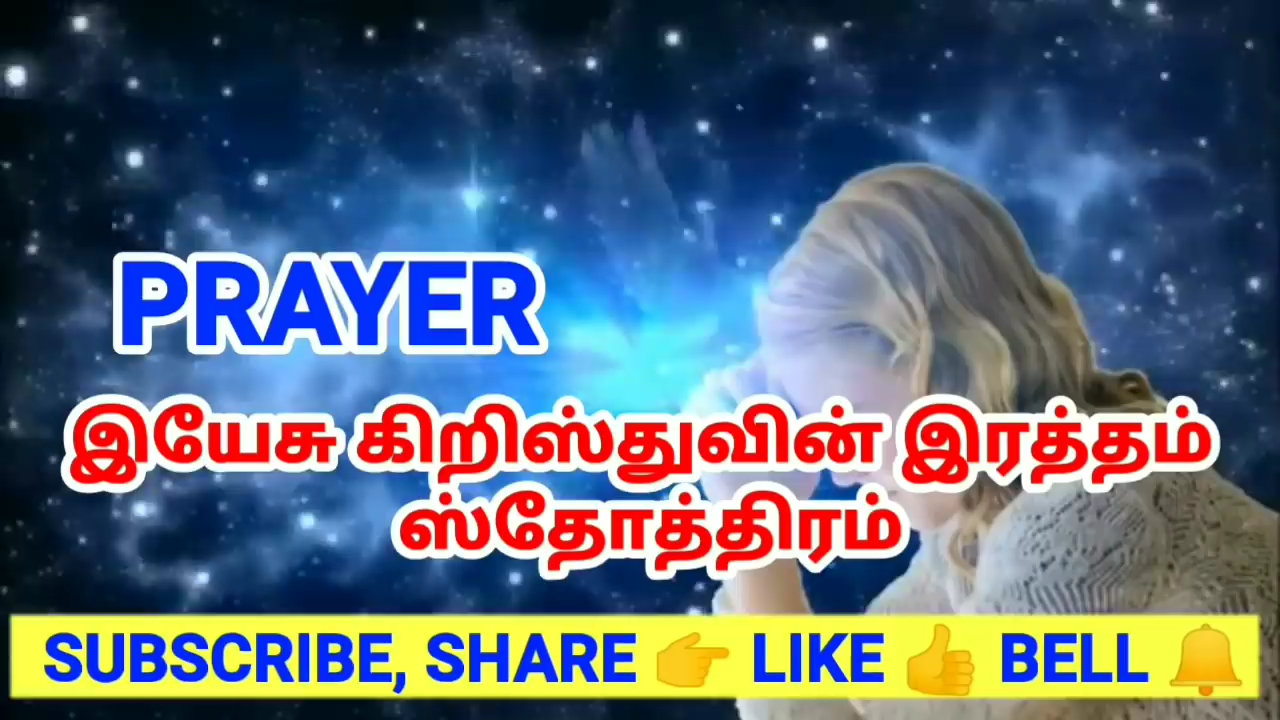 PRAYER
இயேசு கிறிஸ்துவின் இரத்தம்
ஸ்தோத்திரம்
SUBSCRIBE, SHARE 👉 LIKE 👍 BELL 🔔